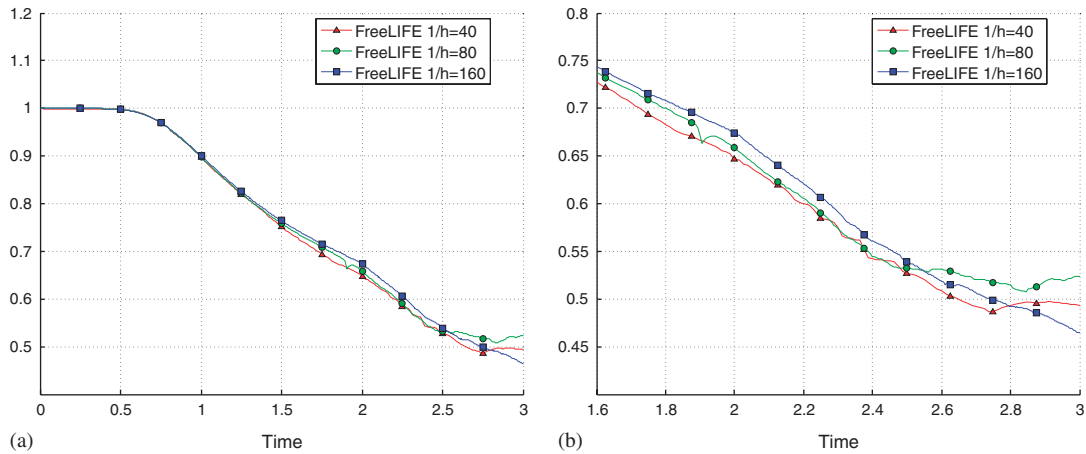 1.2
1.1
1
0.9
0.8
0.7
0.6
0.5
FreeLIFE 1/h=40
FreeLIFE 1/h=80
FreeLIFE 1/h=160
0 0.5 1 1.5 2 2.5 3
(a) Time
0.8
0.75
0.7
0.65
0.6
0.55
0.5
0.45
FreeLIFE 1/h=40
FreeLIFE 1/h=80
FreeLIFE 1/h=160
1.6 1.8 2 2.2 2.4 2.6 2.8 3
(b) Time